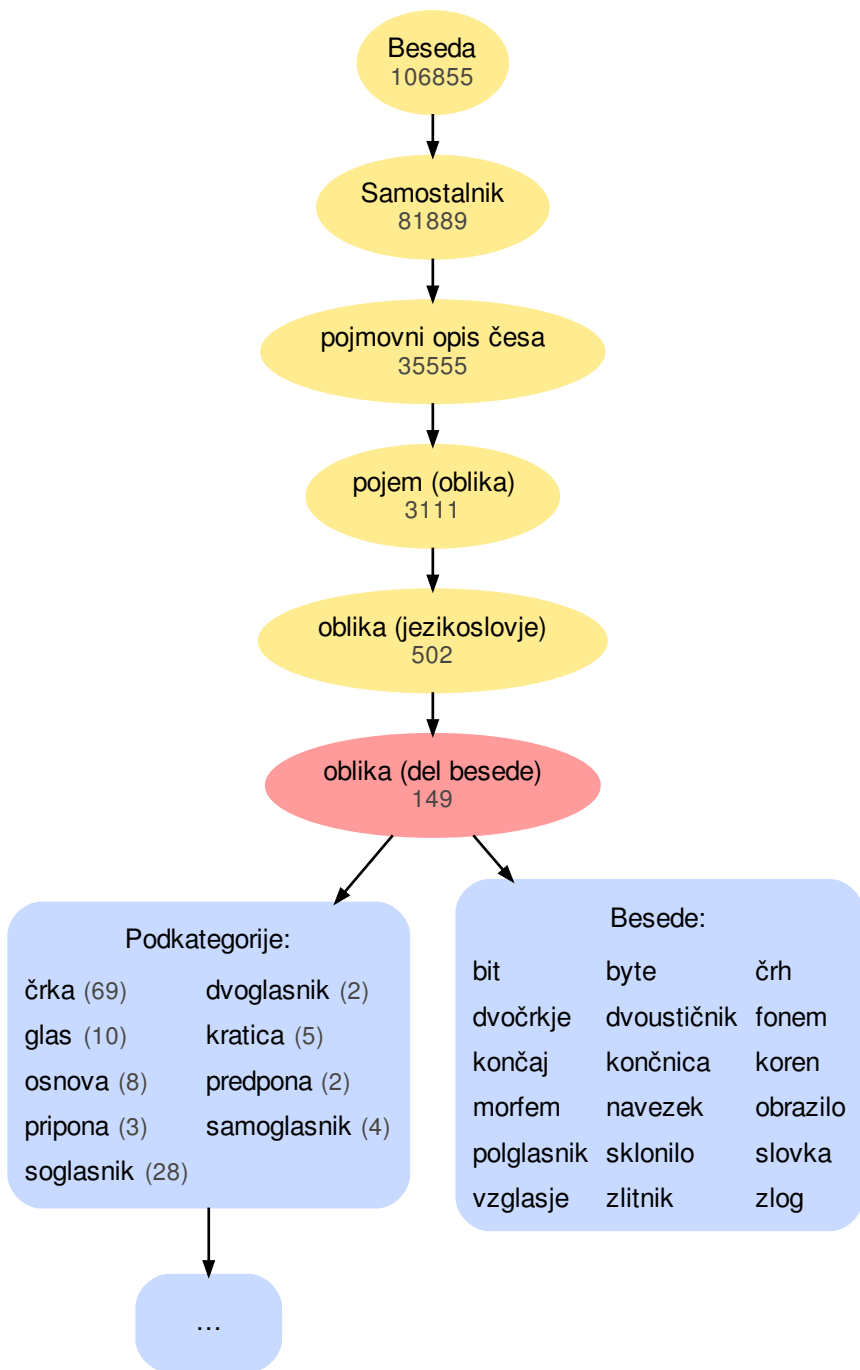 Beseda
106855
Samostalnik
81889
pojmovni opis česa
35555
pojem (oblika)
3111
oblika (jezikoslovje)
502
oblika (del besede)
149
Podkategorije:
črka (69) dvoglasnik (2)
glas (10) kratica (5)
osnova (8) predpona (2)
pripona (3) samoglasnik (4)
soglasnik (28)
...
Besede:
bit byte črh
dvočrkje dvoustičnik fonem
končaj končnica koren
morfem navezek obrazilo
polglasnik sklonilo slovka
vzglasje zlitnik zlog